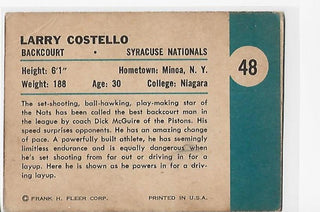 LARRY COSTELLO
BACKCOURT • SYRACUSE NATIONALS
48
Height: 6'1" Hometown: Minoa, N. Y.
Weight: 188 Age: 30 College: Niagara
The set-shooting, ball-hawking, play-making star of
the Nats has been called the best backcourt man in
the league by coach Dick McGuire of the Pistons. His
speed surprises opponents. He has an amazing change
of pace. A powerfully built athlete, he has seemingly
limitless endurance and is equally dangerous when
he's set shooting from far out or driving in for a
layup. Here he is shown as he powers in for a driving
layup.
© FRANK H. FLEER CORP. PRINTED IN U.S.A.